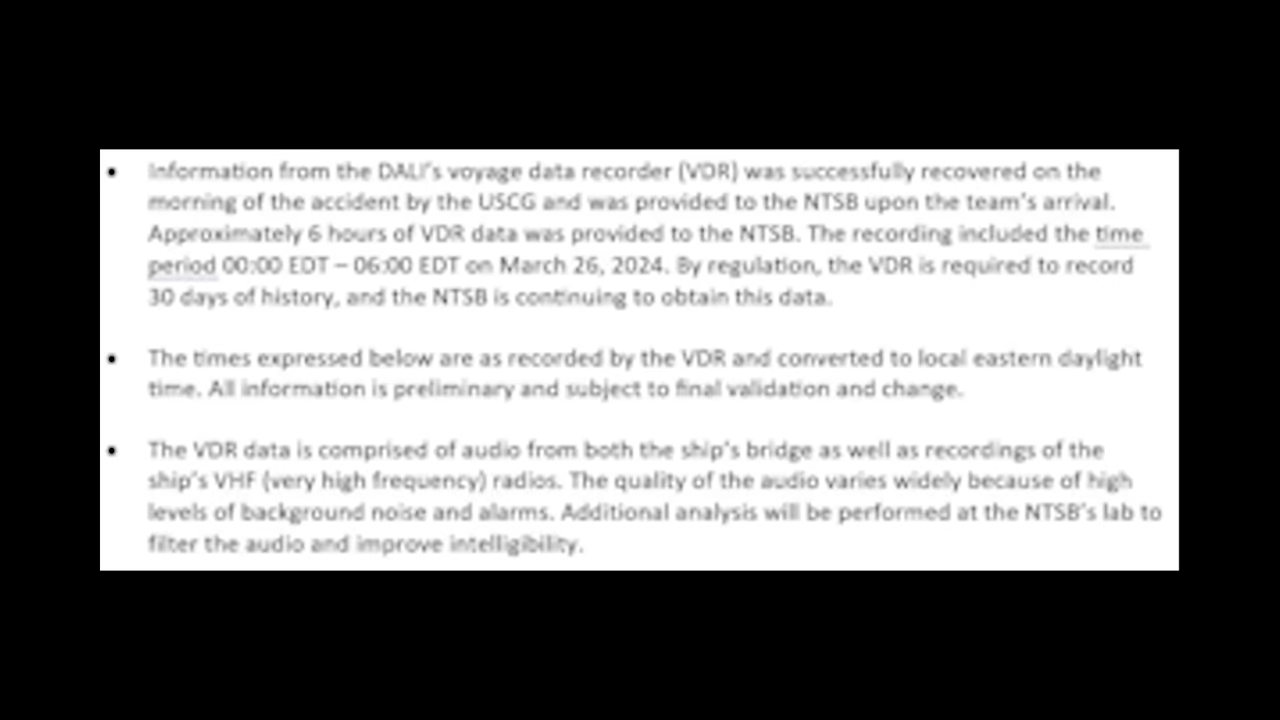 • Information from the DALI's voyage data recorder (VDR) was successfully recovered on the
morning of the accident by the USCG and was provided to the NTSB upon the team's arrival.
Approximately 6 hours of VDR data was provided to the NTSB. The recording included the time
period 00:00 EDT – 06:00 EDT on March 26, 2024. By regulation, the VDR is required to record
30 days of history, and the NTSB is continuing to obtain this data.
• The times expressed below are as recorded by the VDR and converted to local eastern daylight
time. All information is preliminary and subject to final validation and change.
• The VDR data is comprised of audio from both the ship's bridge as well as recordings of the
ship's VHF (very high frequency) radios. The quality of the audio varies widely because of high
levels of background noise and alarms. Additional analysis will be performed at the NTSB's lab to
filter the audio and improve intelligibility.